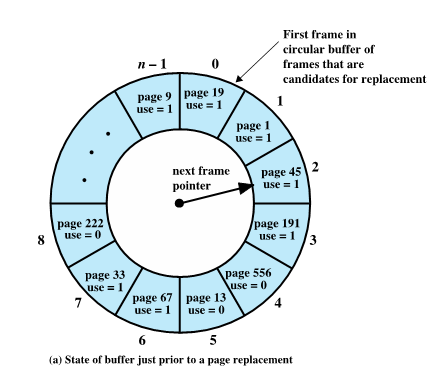 First frame in
circular buffer of
frames that are
candidates for replacement
n – 1
0
page 9
use = 1
page 19
use = 1
1
page 1
use = 1
2
page 45
use = 1
next frame
pointer
page 191
use = 1
3
page 556
use = 0
4
page 13
use = 0
5
page 67
use = 1
6
page 33
use = 1
7
page 222
use = 0
8
(a) State of buffer just prior to a page replacement